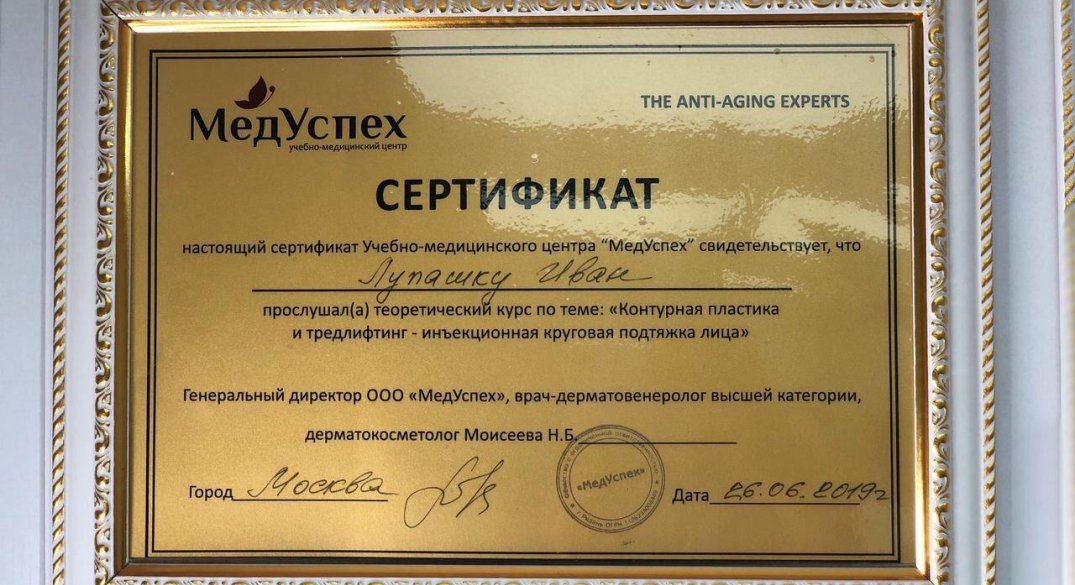 МедУспех
учебно-медицинский центр
THE ANTI-AGING EXPERTS
СЕРТИФИКАТ
настоящий сертификат Учебно-медицинского центра "МедУспех" свидетельствует, что
Лупашку Иван
прослушал(а) теоретический курс по теме: «Контурная пластика
и тредлифтинг - инъекционная круговая подтяжка лица»
Генеральный директор ООО «МедУспех», врач-дерматовенеролог высшей категории,
дерматокосметолог Моисеева Н.Б.
«МедУспех»
Город Москва
Дата 26.06.2019г